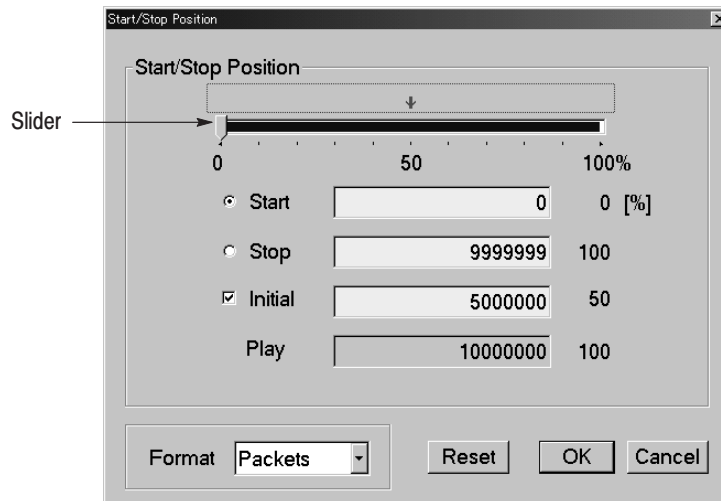 Start/Stop Position
Start/Stop Position
Slider
0 50 100%
Start 0 0 [%]
Stop 9999999 100
Initial 5000000 50
Play 10000000 100
Format Packets Reset OK Cancel